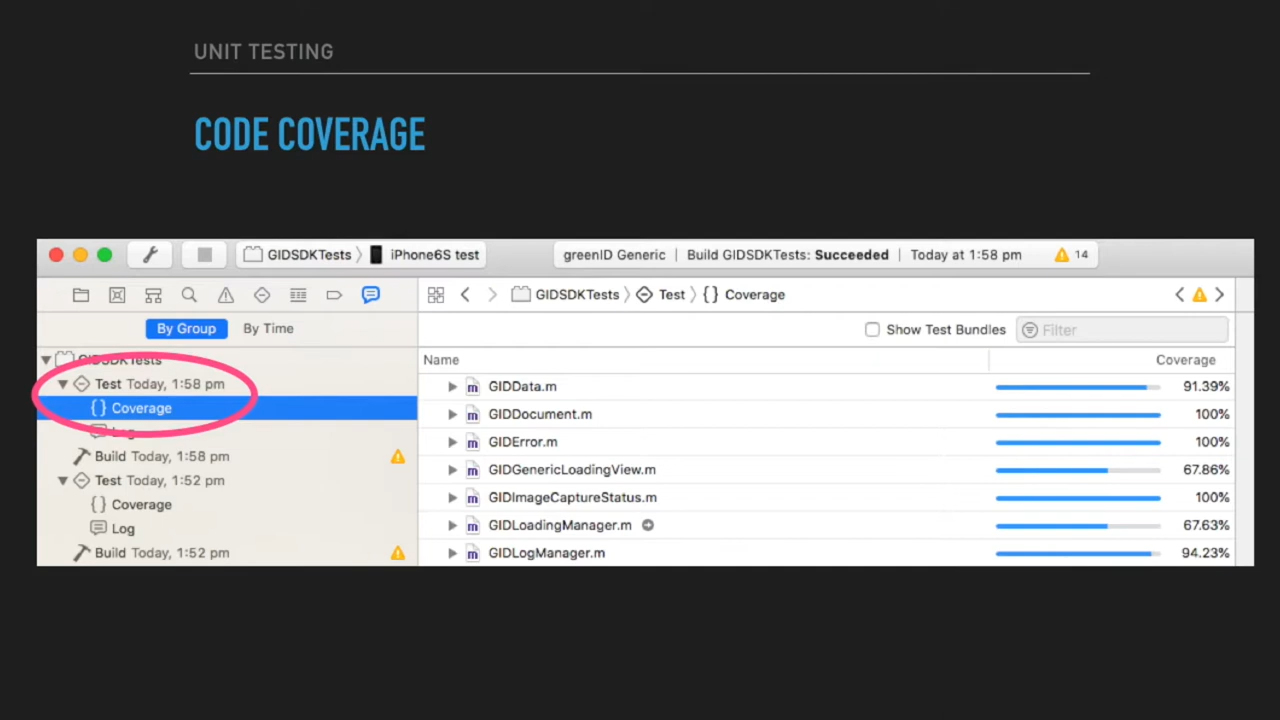 UNIT TESTING
CODE COVERAGE
GIDSDKTests iPhone6S test greenID Generic | Build GIDSDKTests: Succeeded | Today at 1:58 pm 14
GIDSDKTests Test {} Coverage
By Group By Time
Show Test Bundles Filter
GIDSDKTests
Test Today, 1:58 pm
{} Coverage
Log
Build Today, 1:58 pm
Test Today, 1:52 pm
{} Coverage
Log
Build Today, 1:52 pm
Name Coverage
m GIDData.m 91.39%
m GIDDocument.m 100%
m GIDError.m 100%
m GIDGenericLoadingView.m 67.86%
m GIDImageCaptureStatus.m 100%
m GIDLoadingManager.m 67.63%
m GIDLogManager.m 94.23%